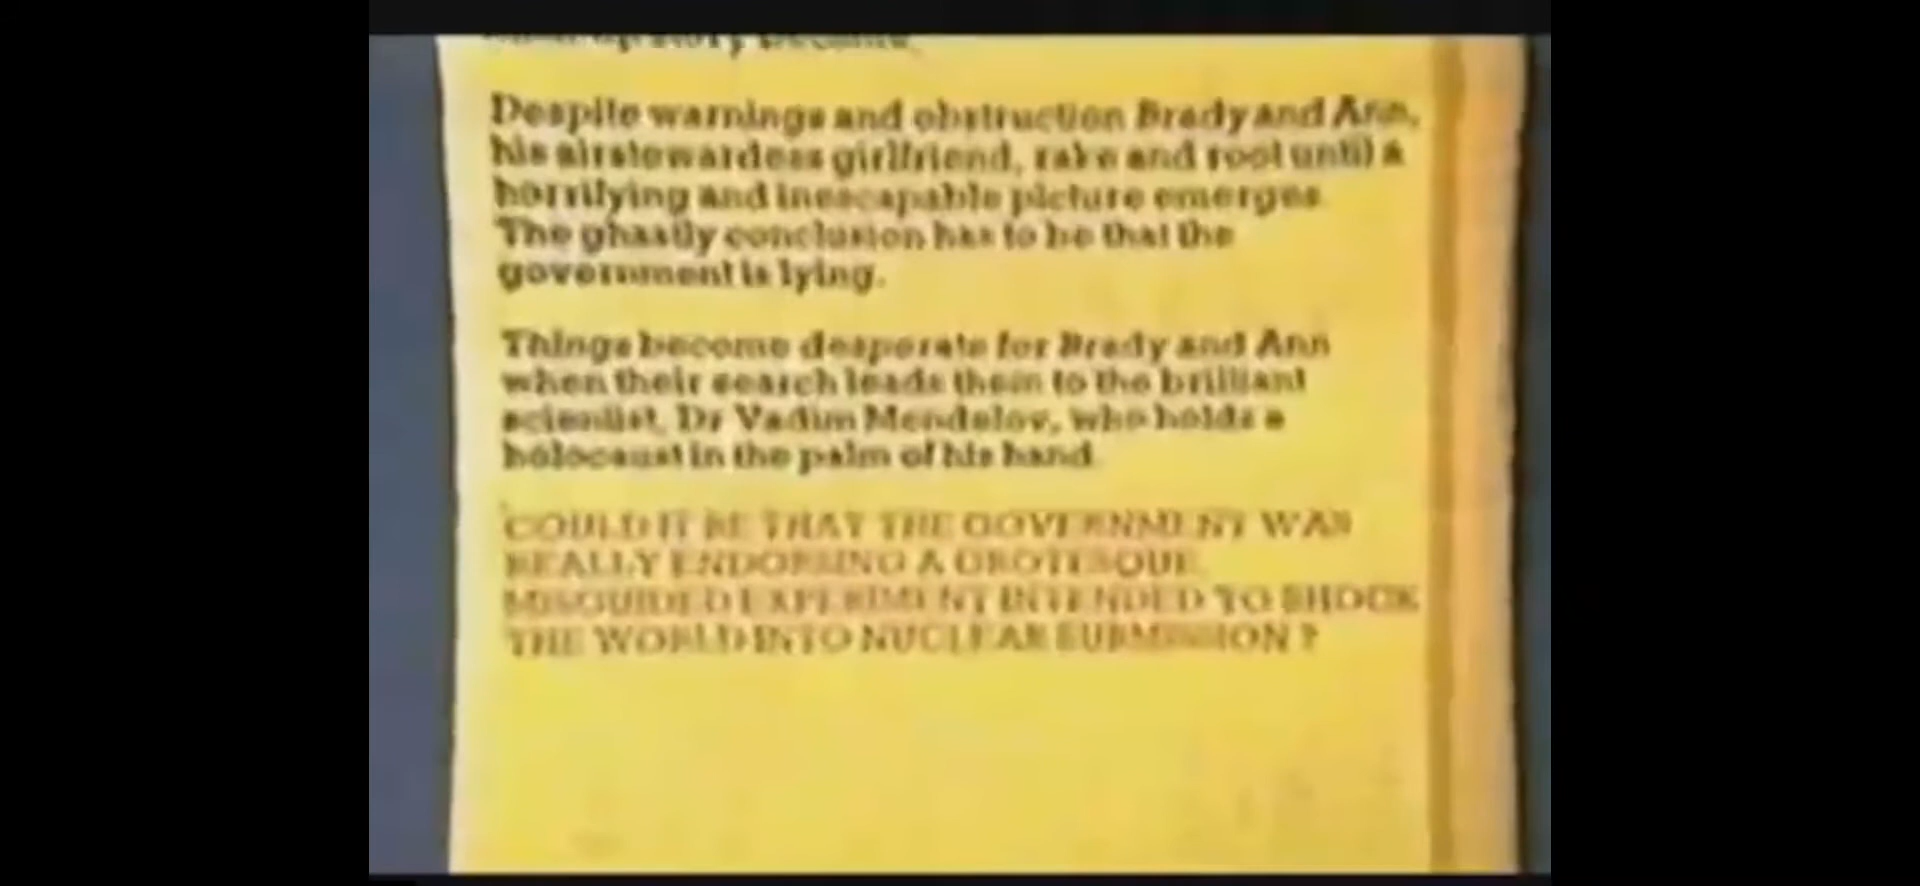 Despite warnings and obstruction Brady and Ann,
his airstewardess girlfriend, rake and root until a
horrifying and inescapable picture emerges.
The ghastly conclusion has to be that the
government is lying.
Things become desperate for Brady and Ann
when their search leads them to the brilliant
scientist, Dr Vadim Mendelov, who holds a
holocaust in the palm of his hand.
COULD IT BE THAT THE GOVERNMENT WAS
REALLY ENDORSING A GROTESQUE,
MISGUIDED EXPERIMENT INTENDED TO SHOCK
THE WORLD INTO NUCLEAR SUBMISSION?